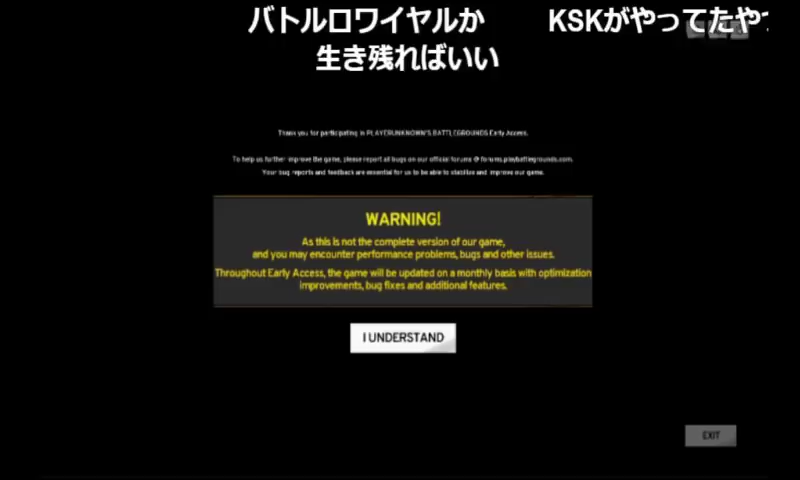 バトルロワイヤルか
KSKがやってたやつ
生き残ればいい
Thank you for participating in PLAYERUNKNOWN'S BATTLEGROUNDS Early Access.
To help us further improve the game, please report all bugs on our official forums @ forums.playbattlegrounds.com.
Your bug reports and feedback are essential for us to be able to stabilize and improve our game.
WARNING!
As this is not the complete version of our game,
and you may encounter performance problems, bugs and other issues.
Throughout Early Access, the game will be updated on a monthly basis with optimization
improvements, bug fixes and additional features.
I UNDERSTAND
EXIT